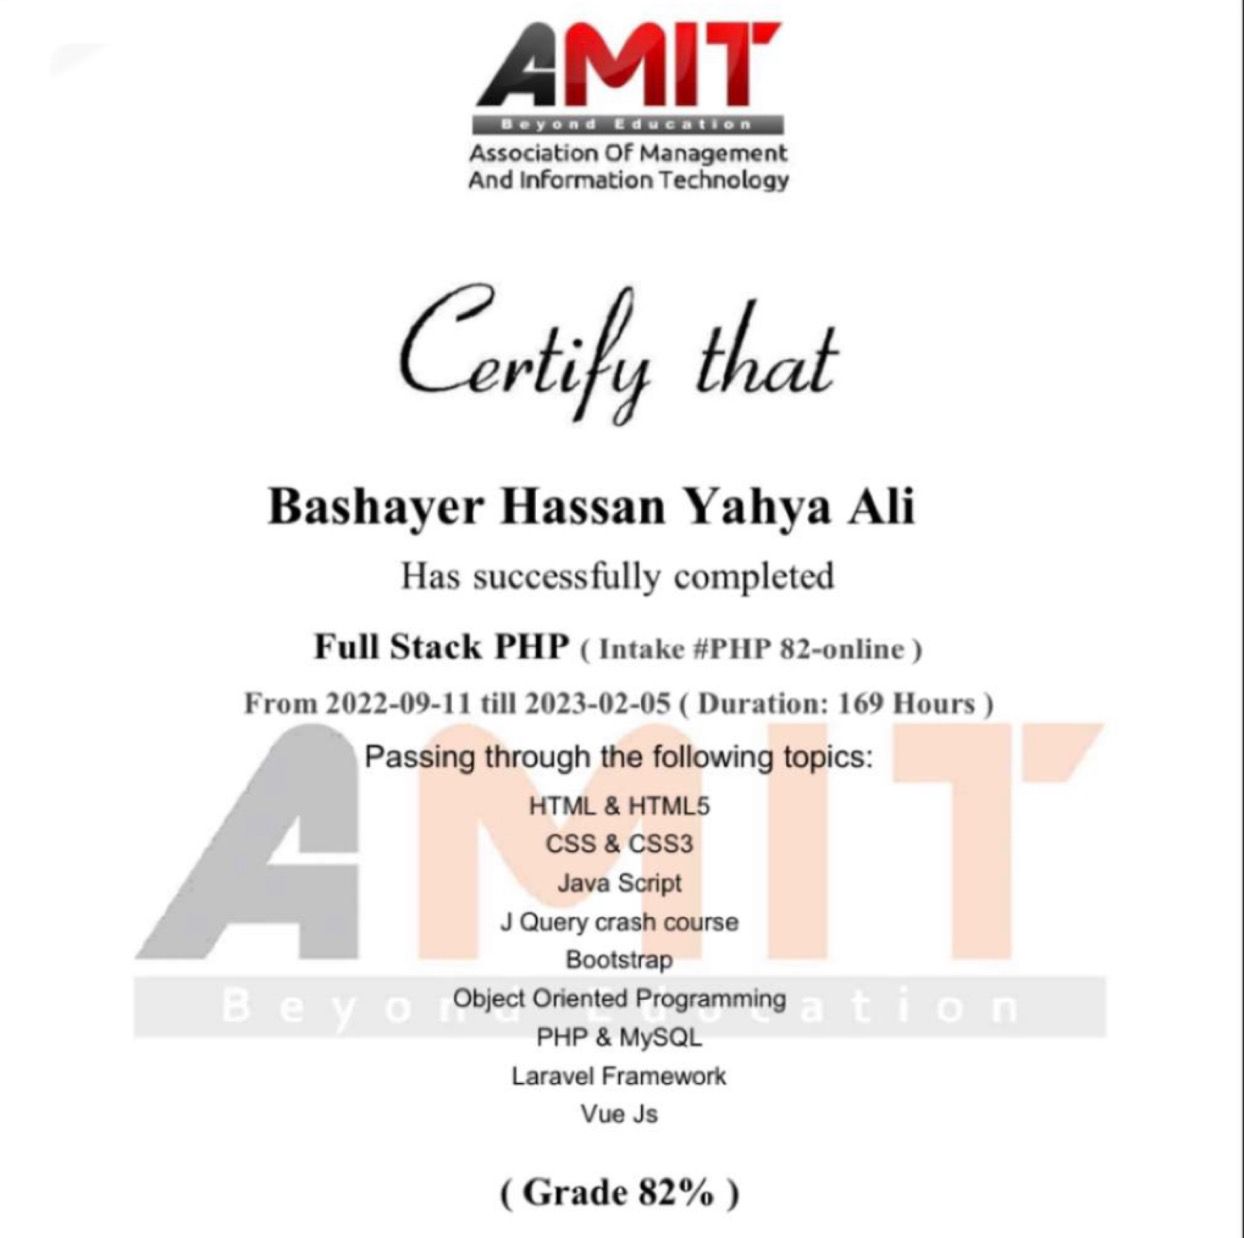 AMIT
Beyond Education
Association Of Management
And Information Technology
Certify that
Bashayer Hassan Yahya Ali
Has successfully completed
Full Stack PHP ( Intake #PHP 82-online )
From 2022-09-11 till 2023-02-05 ( Duration: 169 Hours )
AMIT
Passing through the following topics:
HTML & HTML5
CSS & CSS3
Java Script
J Query crash course
Bootstrap
Beyond Education
Object Oriented Programming
PHP & MySQL
Laravel Framework
Vue Js
( Grade 82% )